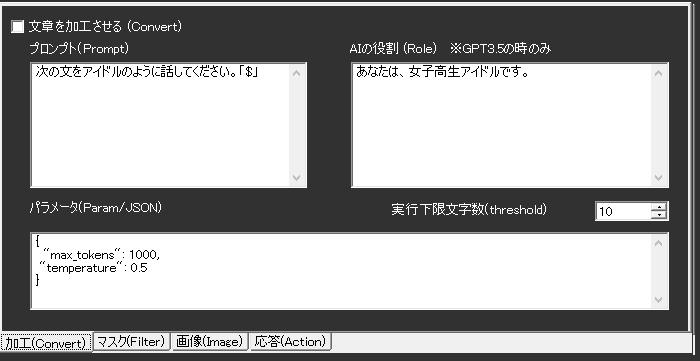 文章を加工させる (Convert)
プロンプト(Prompt)
AIの役割 (Role) ※GPT3.5の時のみ
次の文をアイドルのように話してください。「$」
あなたは、女子高生アイドルです。
パラメータ(Param/JSON)
実行下限文字数(threshold)
10
{
"max_tokens": 1000,
"temperature": 0.5
}
加工(Convert)
マスク(Filter)
画像(Image)
応答(Action)